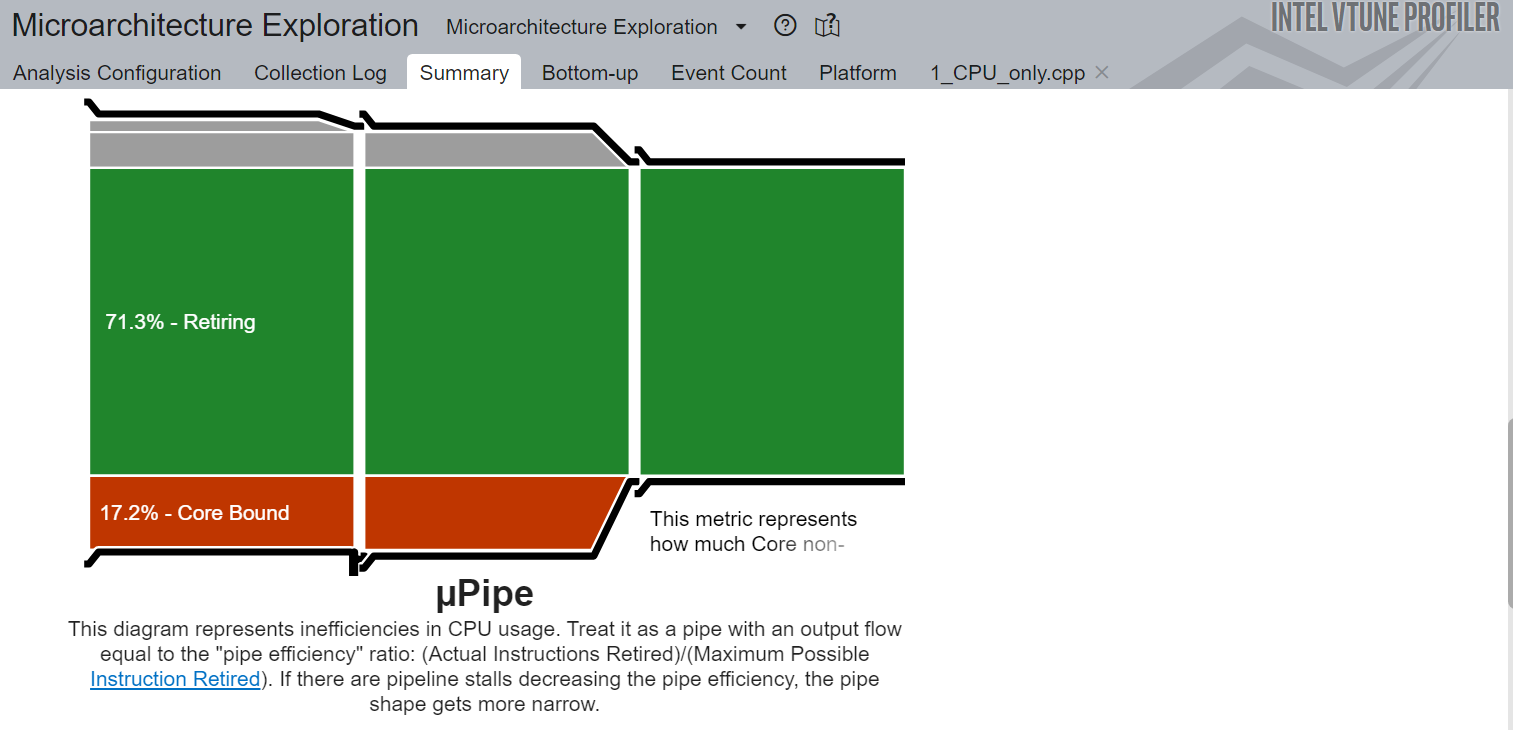 Microarchitecture Exploration
Microarchitecture Exploration
INTEL VTUNE PROFILER
Analysis Configuration
Collection Log
Summary
Bottom-up
Event Count
Platform
1_CPU_only.cpp
71.3% - Retiring
17.2% - Core Bound
This metric represents
how much Core non-
µPipe
This diagram represents inefficiencies in CPU usage. Treat it as a pipe with an output flow
equal to the "pipe efficiency" ratio: (Actual Instructions Retired)/(Maximum Possible
Instruction Retired). If there are pipeline stalls decreasing the pipe efficiency, the pipe
shape gets more narrow.